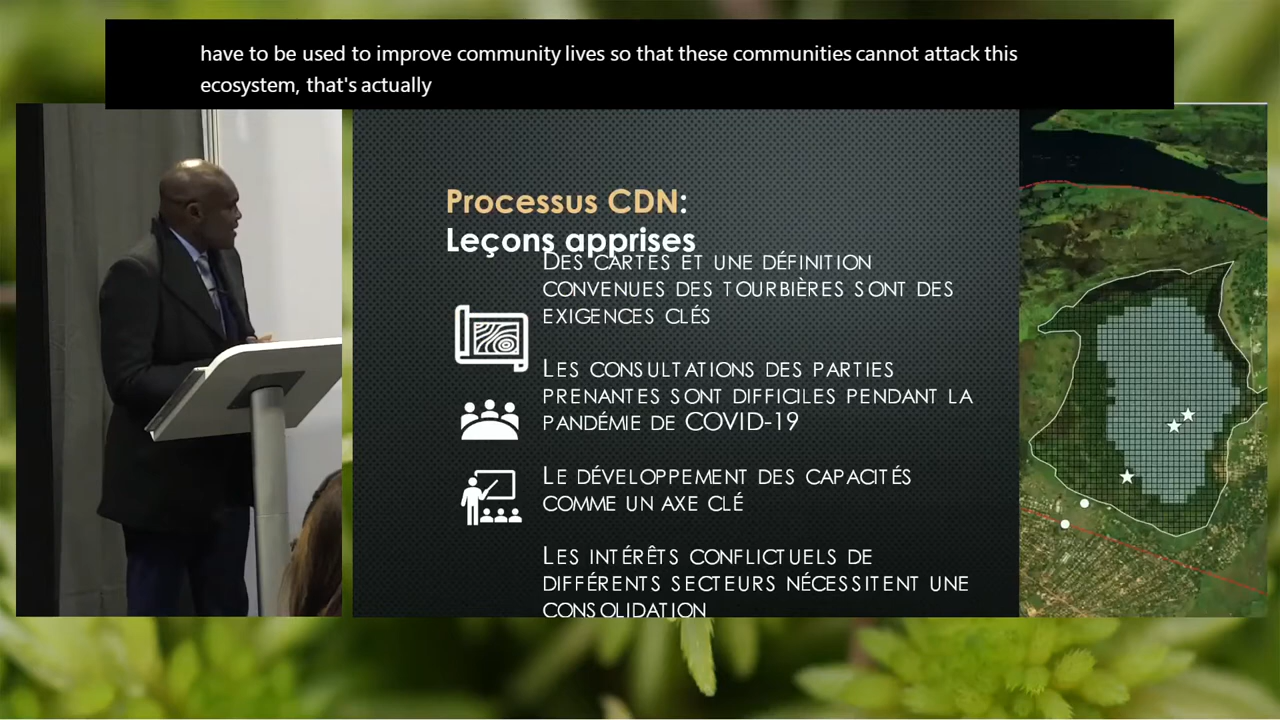 have to be used to improve community lives so that these communities cannot attack this
ecosystem, that's actually
Processus CDN:
Leçons apprises
DES CARTES ET UNE DÉFINITION
CONVENUES DES TOURBIÈRES SONT DES
EXIGENCES CLÉS
LES CONSULTATIONS DES PARTIES
PRENANTES SONT DIFFICILES PENDANT LA
PANDÉMIE DE COVID-19
LE DÉVELOPPEMENT DES CAPACITÉS
COMME UN AXE CLÉ
LES INTÉRÊTS CONFLICTUELS DE
DIFFÉRENTS SECTEURS NÉCESSITENT UNE
CONSOLIDATION